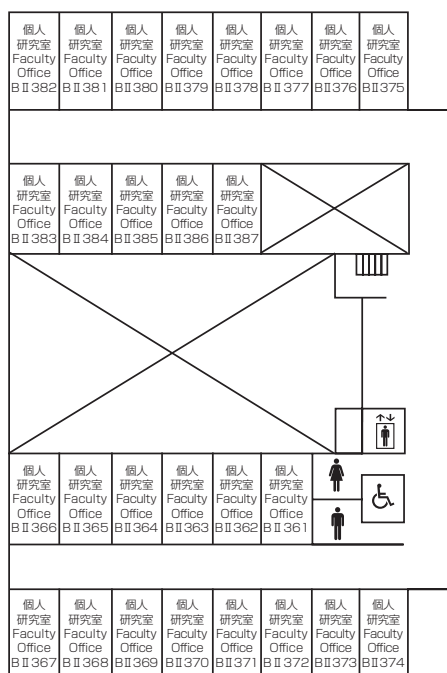 個人
研究室
Faculty
Office
BⅡ382
個人
研究室
Faculty
Office
BⅡ381
個人
研究室
Faculty
Office
BⅡ380
個人
研究室
Faculty
Office
BⅡ379
個人
研究室
Faculty
Office
BⅡ378
個人
研究室
Faculty
Office
BⅡ377
個人
研究室
Faculty
Office
BⅡ376
個人
研究室
Faculty
Office
BⅡ375
個人
研究室
Faculty
Office
BⅡ383
個人
研究室
Faculty
Office
BⅡ384
個人
研究室
Faculty
Office
BⅡ385
個人
研究室
Faculty
Office
BⅡ386
個人
研究室
Faculty
Office
BⅡ387
個人
研究室
Faculty
Office
BⅡ366
個人
研究室
Faculty
Office
BⅡ365
個人
研究室
Faculty
Office
BⅡ364
個人
研究室
Faculty
Office
BⅡ363
個人
研究室
Faculty
Office
BⅡ362
個人
研究室
Faculty
Office
BⅡ361
個人
研究室
Faculty
Office
BⅡ367
個人
研究室
Faculty
Office
BⅡ368
個人
研究室
Faculty
Office
BⅡ369
個人
研究室
Faculty
Office
BⅡ370
個人
研究室
Faculty
Office
BⅡ371
個人
研究室
Faculty
Office
BⅡ372
個人
研究室
Faculty
Office
BⅡ373
個人
研究室
Faculty
Office
BⅡ374